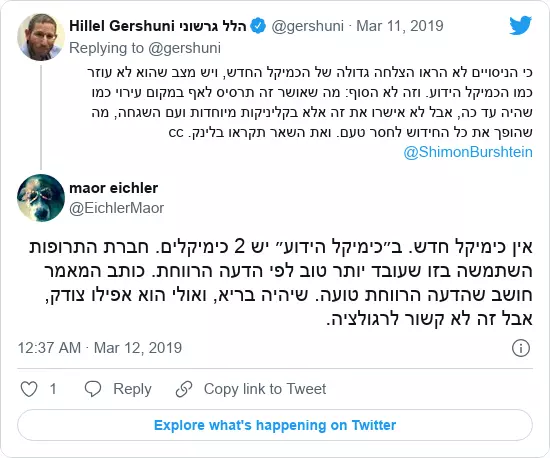 Hillel Gershuni הלל גרשוני @gershuni · Mar 11, 2019
Replying to @gershuni
כי הניסויים לא הראו הצלחה גדולה של הכמיקל החדש, ויש מצב שהוא לא עוזר
כמו הכמיקל הידוע. וזה לא הסוף: מה שאושר זה תרסיס לאף במקום עירוי כמו
שהיה עד כה, אבל לא אישרו את זה אלא בקליניקות מיוחדות ועם השגחה, מה
שהופך את כל החידוש לחסר טעם. ואת השאר תקראו בלינק. cc
@ShimonBurshtein
maor eichler
@EichlerMaor
אין כימיקל חדש. ב״כימיקל הידוע״ יש 2 כימיקלים. חברת התרופות
השתמשה בזו שעובד יותר טוב לפי הדעה הרווחת. כותב המאמר
חושב שהדעה הרווחת טועה. שיהיה בריא, ואולי הוא אפילו צודק,
אבל זה לא קשור לרגולציה.
12:37 AM · Mar 12, 2019
1 Reply Copy link to Tweet
Explore what's happening on Twitter